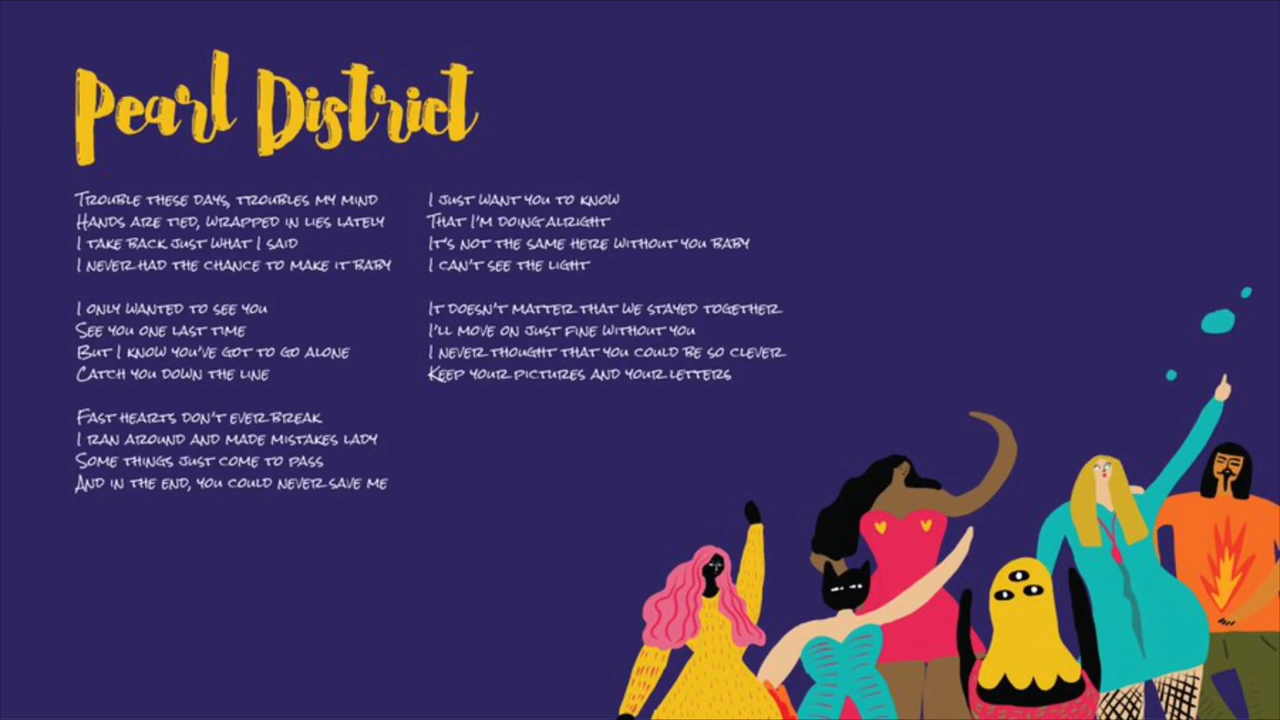 Pearl District
Trouble these days, troubles my mind
Hands are tied, wrapped in lies lately
I take back just what I said
I never had the chance to make it baby
I only wanted to see you
See you one last time
But I know you've got to go alone
Catch you down the line
Fast hearts don't ever break
I ran around and made mistakes lady
Some things just come to pass
And in the end, you could never save me
I just want you to know
That I'm doing alright
It's not the same here without you baby
I can't see the light
It doesn't matter that we stayed together
I'll move on just fine without you
I never thought that you could be so clever
Keep your pictures and your letters